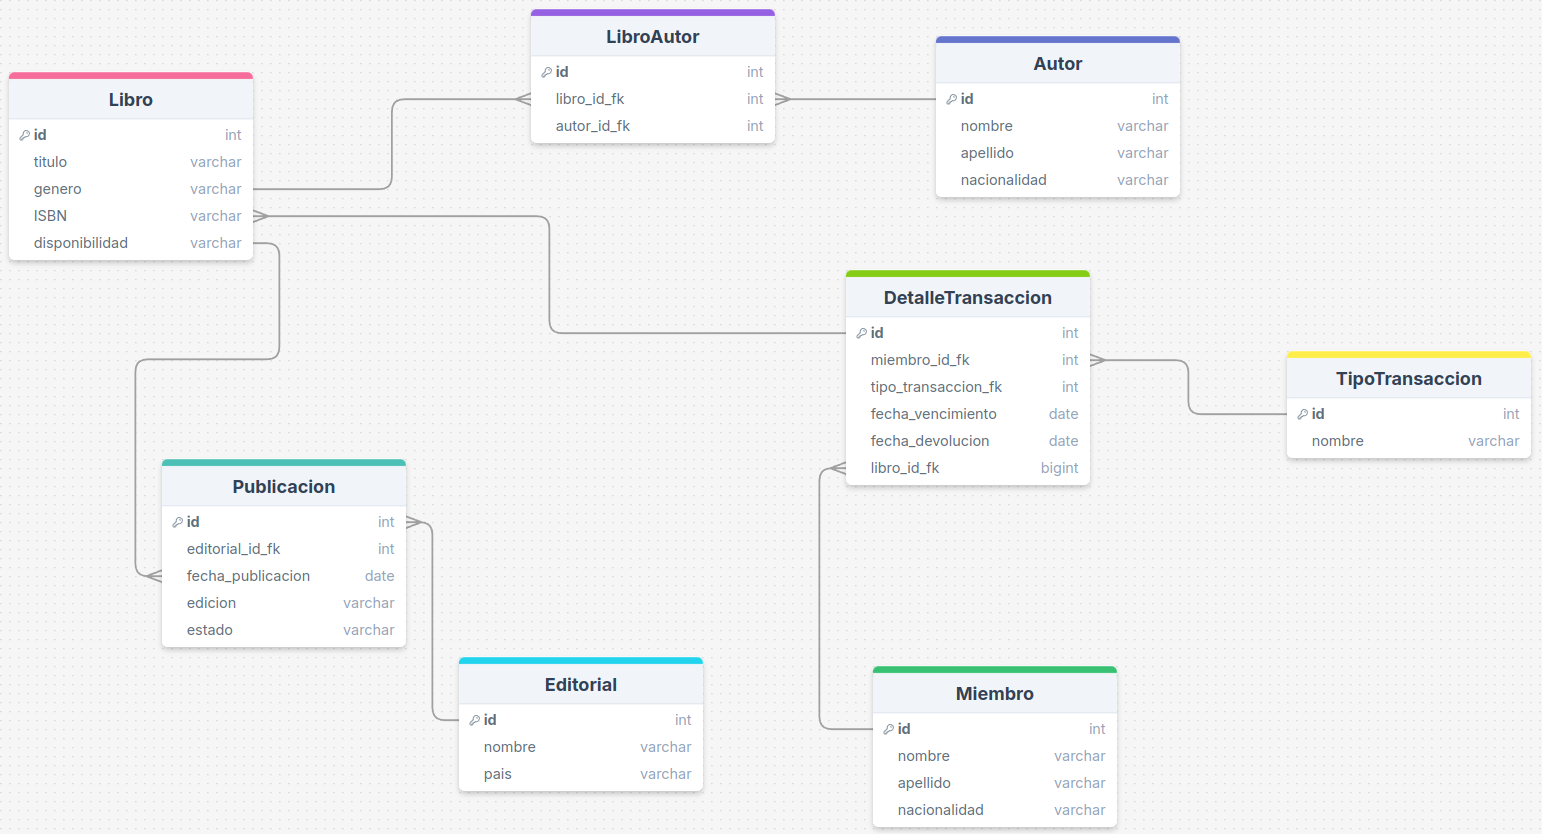 LibroAutor
id int
libro_id_fk int
autor_id_fk int
Autor
id int
nombre varchar
apellido varchar
nacionalidad varchar
Libro
id int
titulo varchar
genero varchar
ISBN varchar
disponibilidad varchar
DetalleTransaccion
id int
miembro_id_fk int
tipo_transaccion_fk int
fecha_vencimiento date
fecha_devolucion date
libro_id_fk bigint
TipoTransaccion
id int
nombre varchar
Publicacion
id int
editorial_id_fk int
fecha_publicacion date
edicion varchar
estado varchar
Editorial
id int
nombre varchar
pais varchar
Miembro
id int
nombre varchar
apellido varchar
nacionalidad varchar